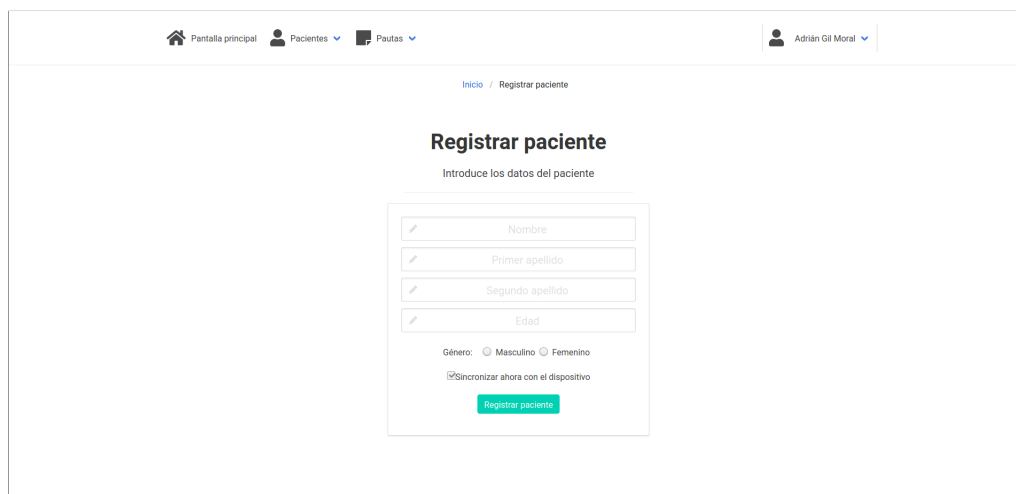 Pantalla principal Pacientes Pautas Adrián Gil Moral
Inicio / Registrar paciente
Registrar paciente
Introduce los datos del paciente
Nombre
Primer apellido
Segundo apellido
Edad
Género: Masculino Femenino
Sincronizar ahora con el dispositivo
Registrar paciente